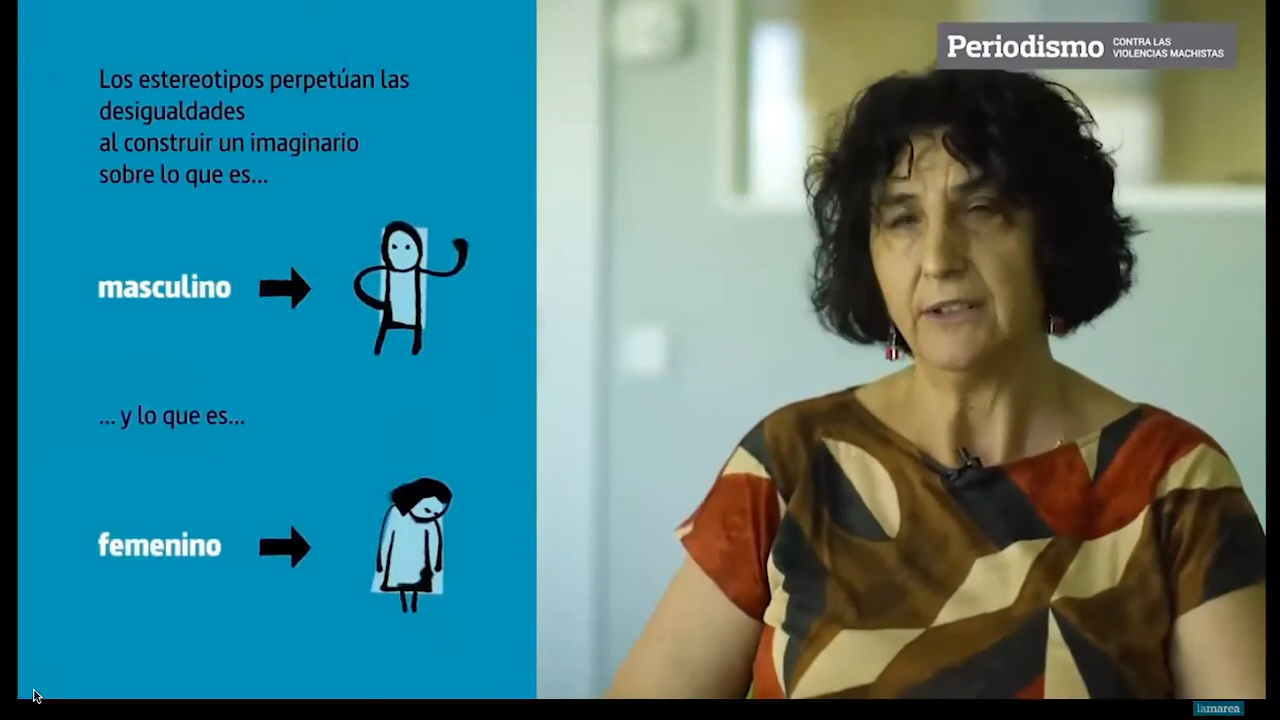 Los estereotipos perpetúan las
desigualdades
al construir un imaginario
sobre lo que es...
masculino
... y lo que es...
femenino
Periodismo
CONTRA LAS
VIOLENCIAS MACHISTAS
lamarea